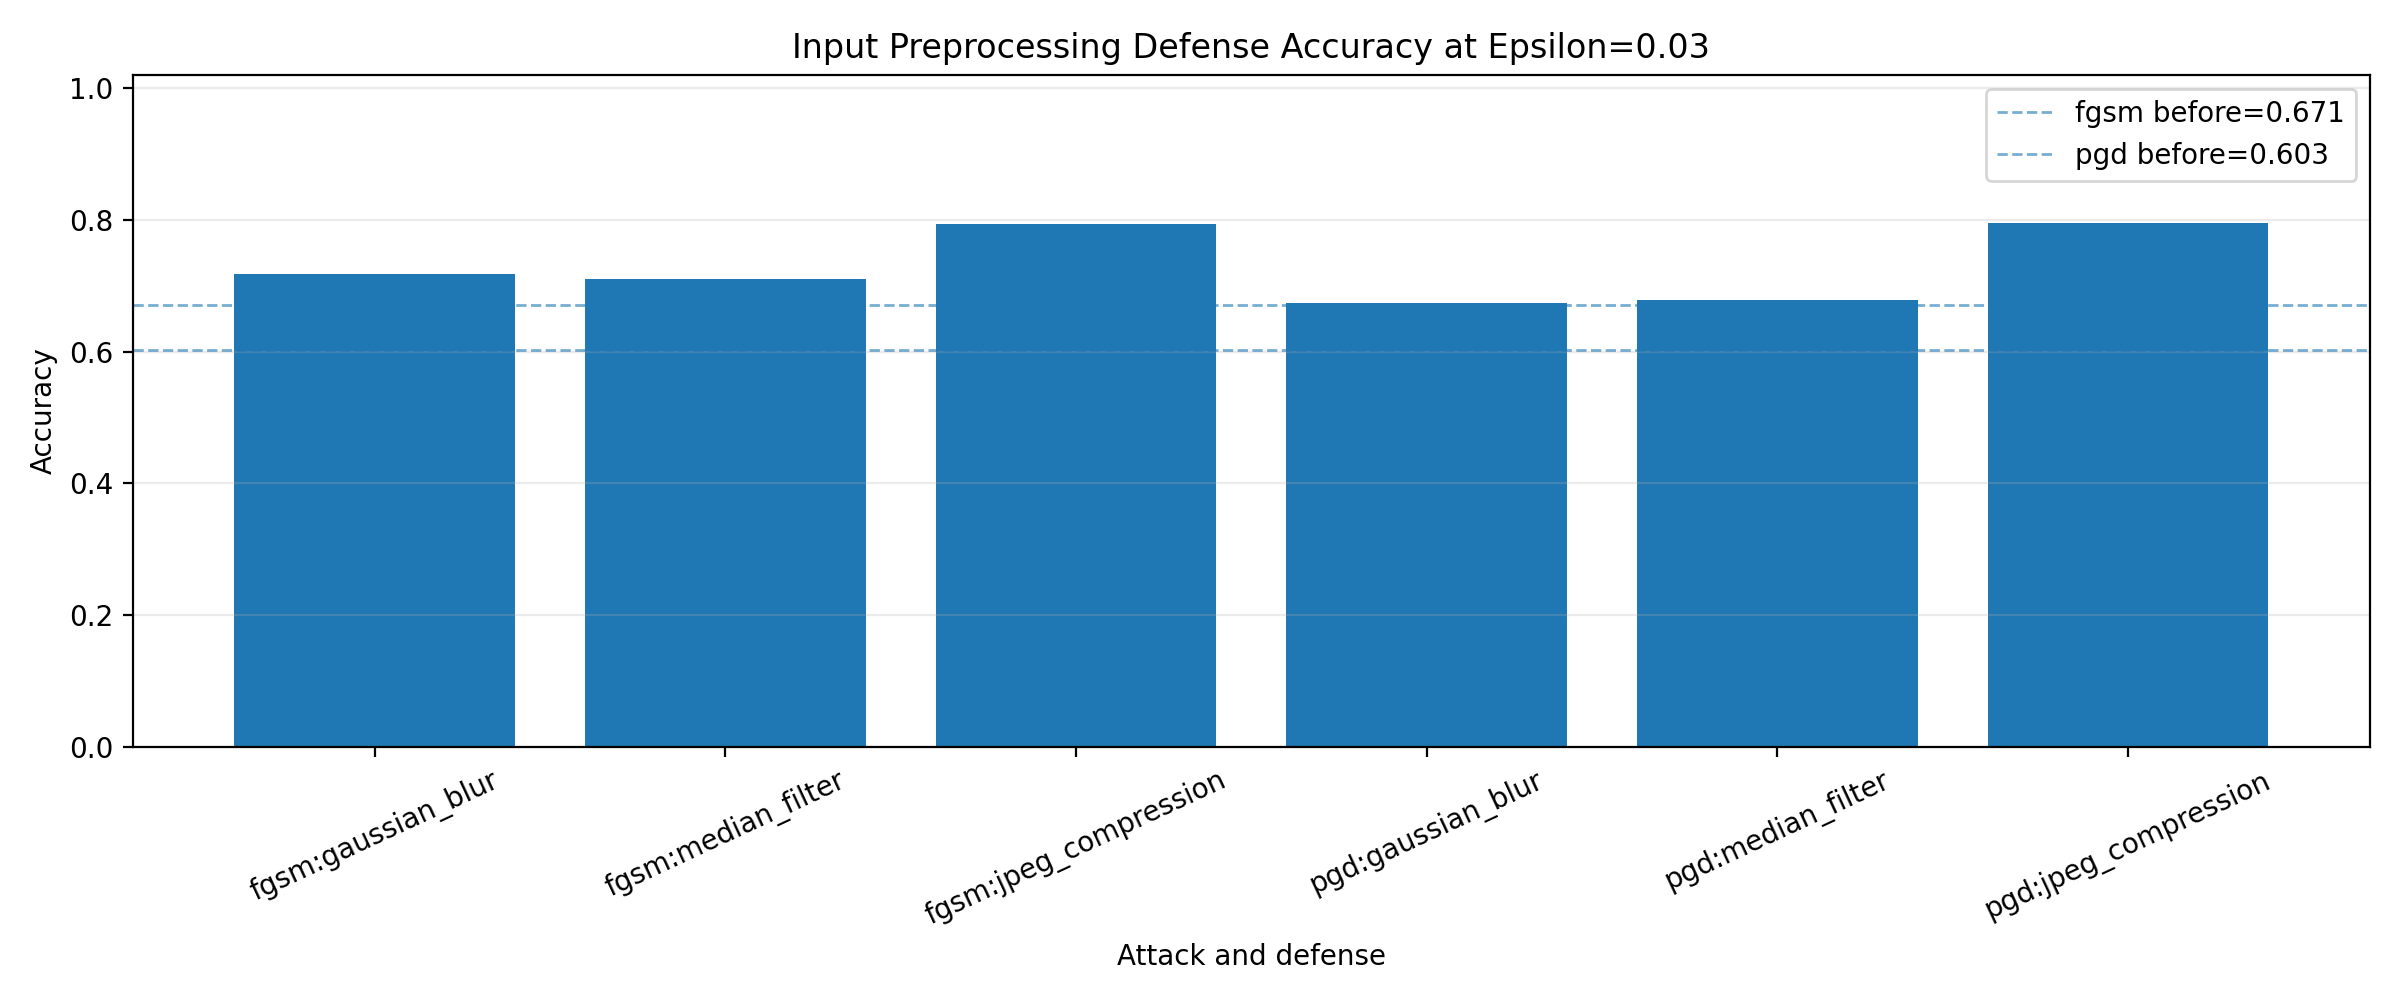 Input Preprocessing Defense Accuracy at Epsilon=0.03
fgsm before=0.671
pgd before=0.603
Accuracy
1.0
0.8
0.6
0.4
0.2
0.0
fgsm:gaussian_blur
fgsm:median_filter
fgsm:jpeg_compression
pgd:gaussian_blur
pgd:median_filter
pgd:jpeg_compression
Attack and defense